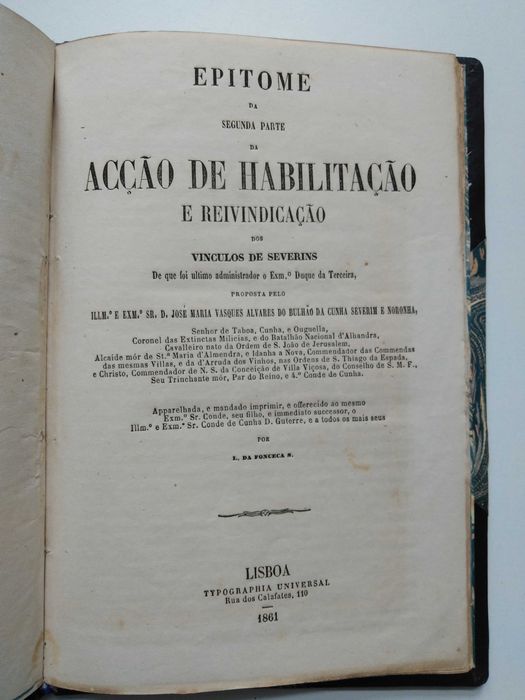 EPITOME
DA
SEGUNDA PARTE
DA
ACÇÃO DE HABILITAÇÃO
E REIVINDICAÇÃO
DOS
VINCULOS DE SEVERINS
De que foi ultimo administrador o Exm.º Duque da Terceira,
PROPOSTA PELO
ILLM.º E EXM.º SR. D. JOSÉ MARIA VASQUES ALVARES DO BULHÃO DA CUNHA SEVERIM E NORONHA,
Senhor de Taboa, Cunha, e Ouguella,
Coronel das Extinctas Milicias, e do Batalhão Nacional d'Alhandra,
Cavalleiro nato da Ordem de S. João de Jerusalem,
Alcaide mór de St.ª Maria d'Almendra, e Idanha a Nova, Commendador das Commendas
das mesmas Villas, e da d'Arruda dos Vinhos, nas Ordens de S. Thiago da Espada,
e Christo, Commendador de N. S. da Conceição de Villa Viçosa, do Conselho de S. M. F.,
Seu Trinchante mór, Par do Reino, e 4.º Conde de Cunha.
Apparelhada, e mandado imprimir, e offerecido ao mesmo
Exm.º Sr. Conde, seu filho, e immediato successor, o
Illm.º e Exm.º Sr. Conde de Cunha D. Guterre, e a todos os mais seus
POR
L. DA FONCECA S.
LISBOA
TYPOGRAPHIA UNIVERSAL
Rua dos Calafates, 110
1861